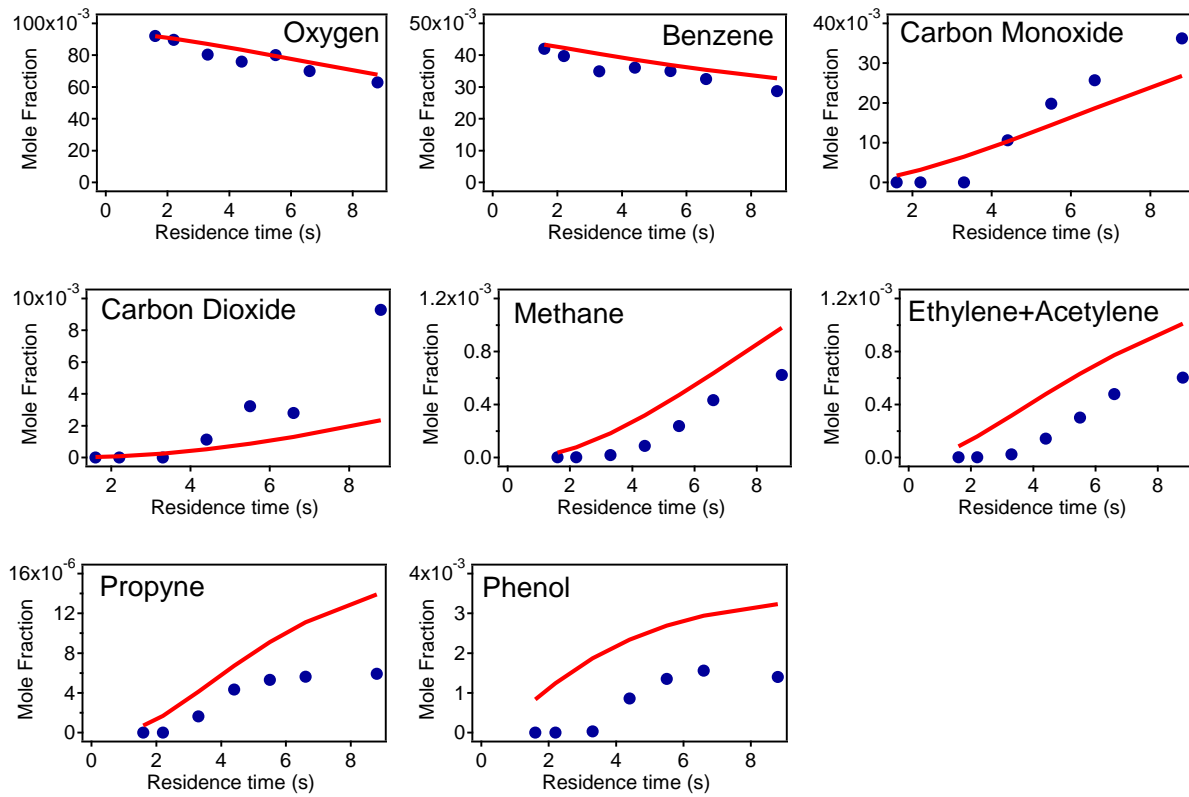 100x10-3
Oxygen
80
60
40
20
0
Mole Fraction
0 2 4 6 8
Residence time (s)
50x10-3
Benzene
40
30
20
10
0
Mole Fraction
0 2 4 6 8
Residence time (s)
40x10-3
Carbon Monoxide
30
20
10
0
Mole Fraction
2 4 6 8
Residence time (s)
10x10-3
Carbon Dioxide
8
6
4
2
0
Mole Fraction
2 4 6 8
Residence time (s)
1.2x10-3
Methane
0.8
0.4
0.0
Mole Fraction
0 2 4 6 8
Residence time (s)
1.2x10-3
Ethylene+Acetylene
0.8
0.4
0.0
Mole Fraction
0 2 4 6 8
Residence time (s)
16x10-6
Propyne
12
8
4
0
Mole Fraction
0 2 4 6 8
Residence time (s)
4x10-3
Phenol
3
2
1
0
Mole Fraction
0 2 4 6 8
Residence time (s)